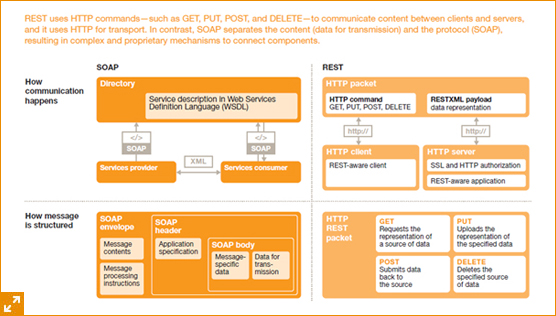 REST uses HTTP commands—such as GET, PUT, POST, and DELETE—to communicate content between clients and servers,
and it uses HTTP for transport. In contrast, SOAP separates the content (data for transmission) and the protocol (SOAP),
resulting in complex and proprietary mechanisms to connect components.
SOAP
REST
How
communication
happens
Directory
Service description in Web Services
Definition Language (WSDL)
</>
SOAP
</>
SOAP
Services provider
XML
Services consumer
HTTP packet
HTTP command
GET, PUT, POST, DELETE
RESTXML payload
data representation
http://
http://
HTTP client
REST-aware client
HTTP server
SSL and HTTP authorization
REST-aware application
How message
is structured
SOAP
envelope
Message
contents
Message
processing
instructions
SOAP
header
Application
specification
SOAP body
Message-
specific
data
Data for
trans-
mission
HTTP
REST
packet
GET
Requests the
representation of
a source of data
PUT
Uploads the
representation of
the specified data
POST
Submits data
back to
the source
DELETE
Deletes the
specified source
of data